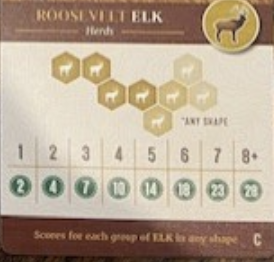 ROOSEVELT ELK
Herds
*ANY SHAPE
1 2 3 4 5 6 7 8+
2 4 7 10 14 18 23 28
Scores for each group of ELK in any shape
C